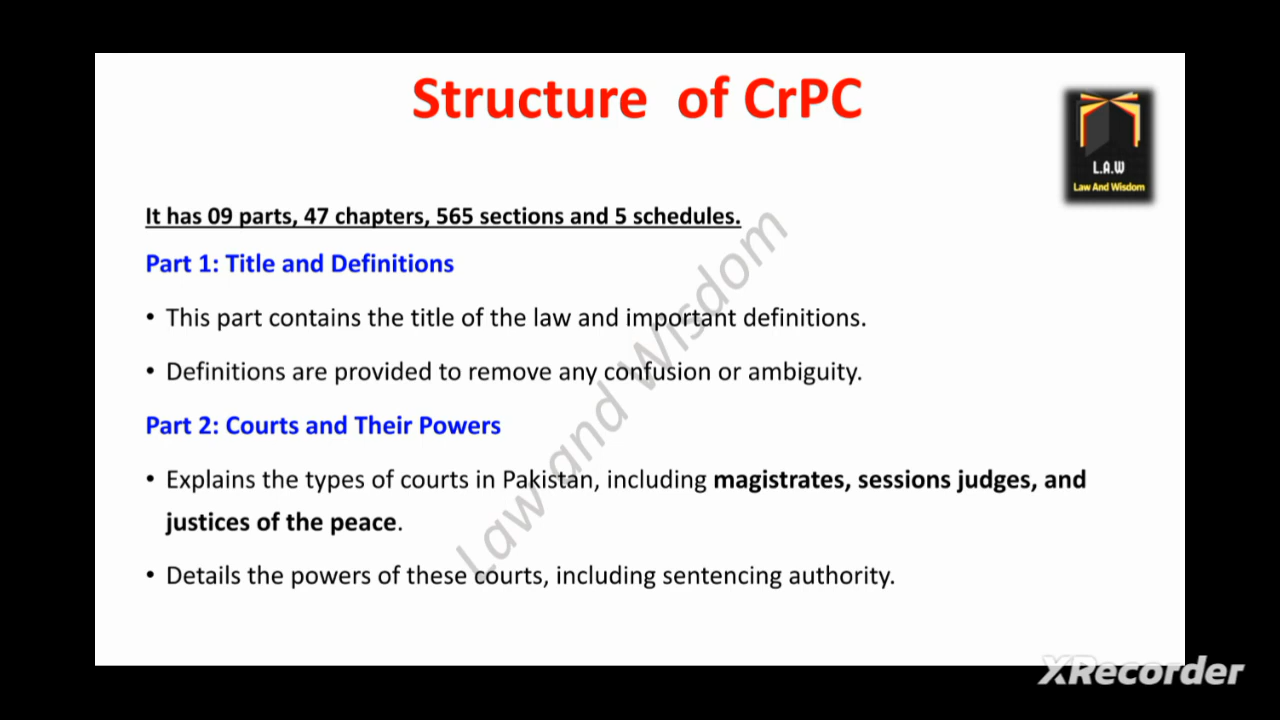 Structure of CrPC
L.A.W
Law And Wisdom
It has 09 parts, 47 chapters, 565 sections and 5 schedules.
Part 1: Title and Definitions
• This part contains the title of the law and important definitions.
• Definitions are provided to remove any confusion or ambiguity.
Part 2: Courts and Their Powers
• Explains the types of courts in Pakistan, including magistrates, sessions judges, and
justices of the peace.
• Details the powers of these courts, including sentencing authority.
Law and Wisdom
XRecorder